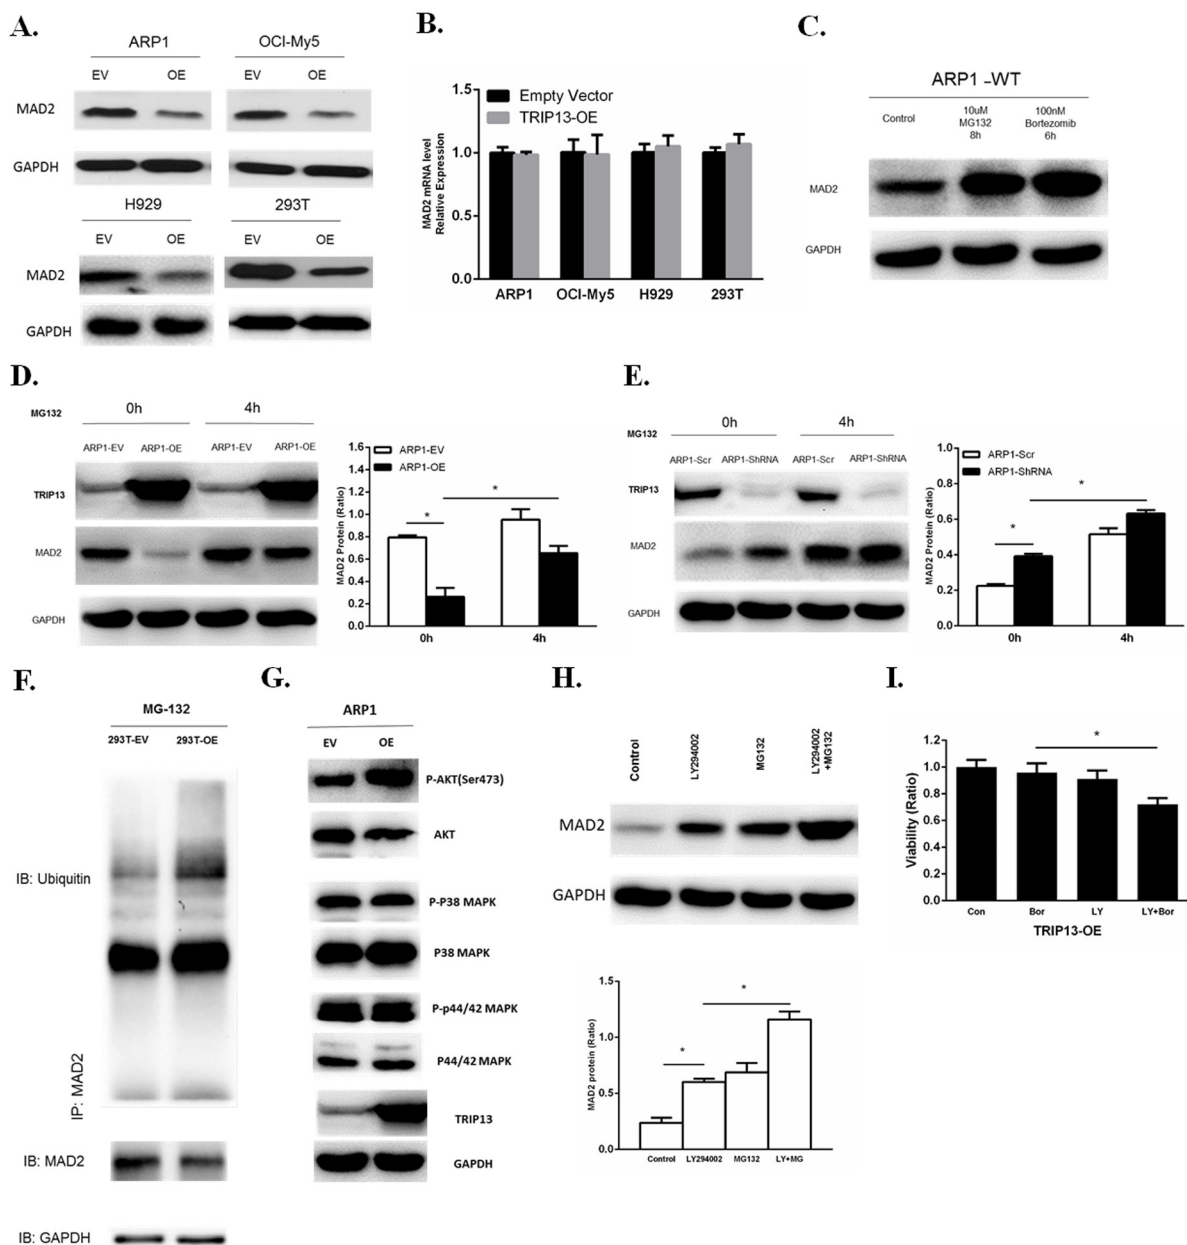 A.
ARP1 OCI-My5
EV OE EV OE
MAD2
GAPDH
H929 293T
EV OE EV OE
MAD2
GAPDH
B.
1.5
1.0
0.5
0.0
MAD2 mRNA level
Relative Expression
Empty Vector
TRIP13-OE
ARP1 OCI-My5 H929 293T
C.
ARP1 -WT
Control
10uM
MG132
8h
100nM
Bortezomib
6h
MAD2
GAPDH
D.
MG132 0h 4h
ARP1-EV ARP1-OE ARP1-EV ARP1-OE
TRIP13
MAD2
GAPDH
ARP1-EV
ARP1-OE
1.6
1.4
1.2
1.0
0.8
0.6
0.4
0.2
0.0
MAD2 Protein (Ratio)
* *
0h 4h
E.
MG132 0h 4h
ARP1-Scr ARP1-ShRNA ARP1-Scr ARP1-ShRNA
TRIP13
MAD2
GAPDH
ARP1-Scr
ARP1-ShRNA
1.0
0.8
0.6
0.4
0.2
0.0
MAD2 Protein (Ratio)
* *
0h 4h
F.
MG-132
293T-EV 293T-OE
IB: Ubiquitin
IP: MAD2
IB: MAD2
IB: GAPDH
G.
ARP1
EV OE
P-AKT(Ser473)
AKT
P-P38 MAPK
P38 MAPK
P-p44/42 MAPK
P44/42 MAPK
TRIP13
GAPDH
H.
Control
LY294002
MG132
LY294002
+MG132
MAD2
GAPDH
1.5
1.0
0.5
0.0
MAD2 protein (Ratio)
* *
Control LY294002 MG132 LY+MG
I.
1.2
1.0
0.8
0.6
0.4
0.2
0.0
Viability (Ratio)
*
Con Bor LY LY+Bor
TRIP13-OE